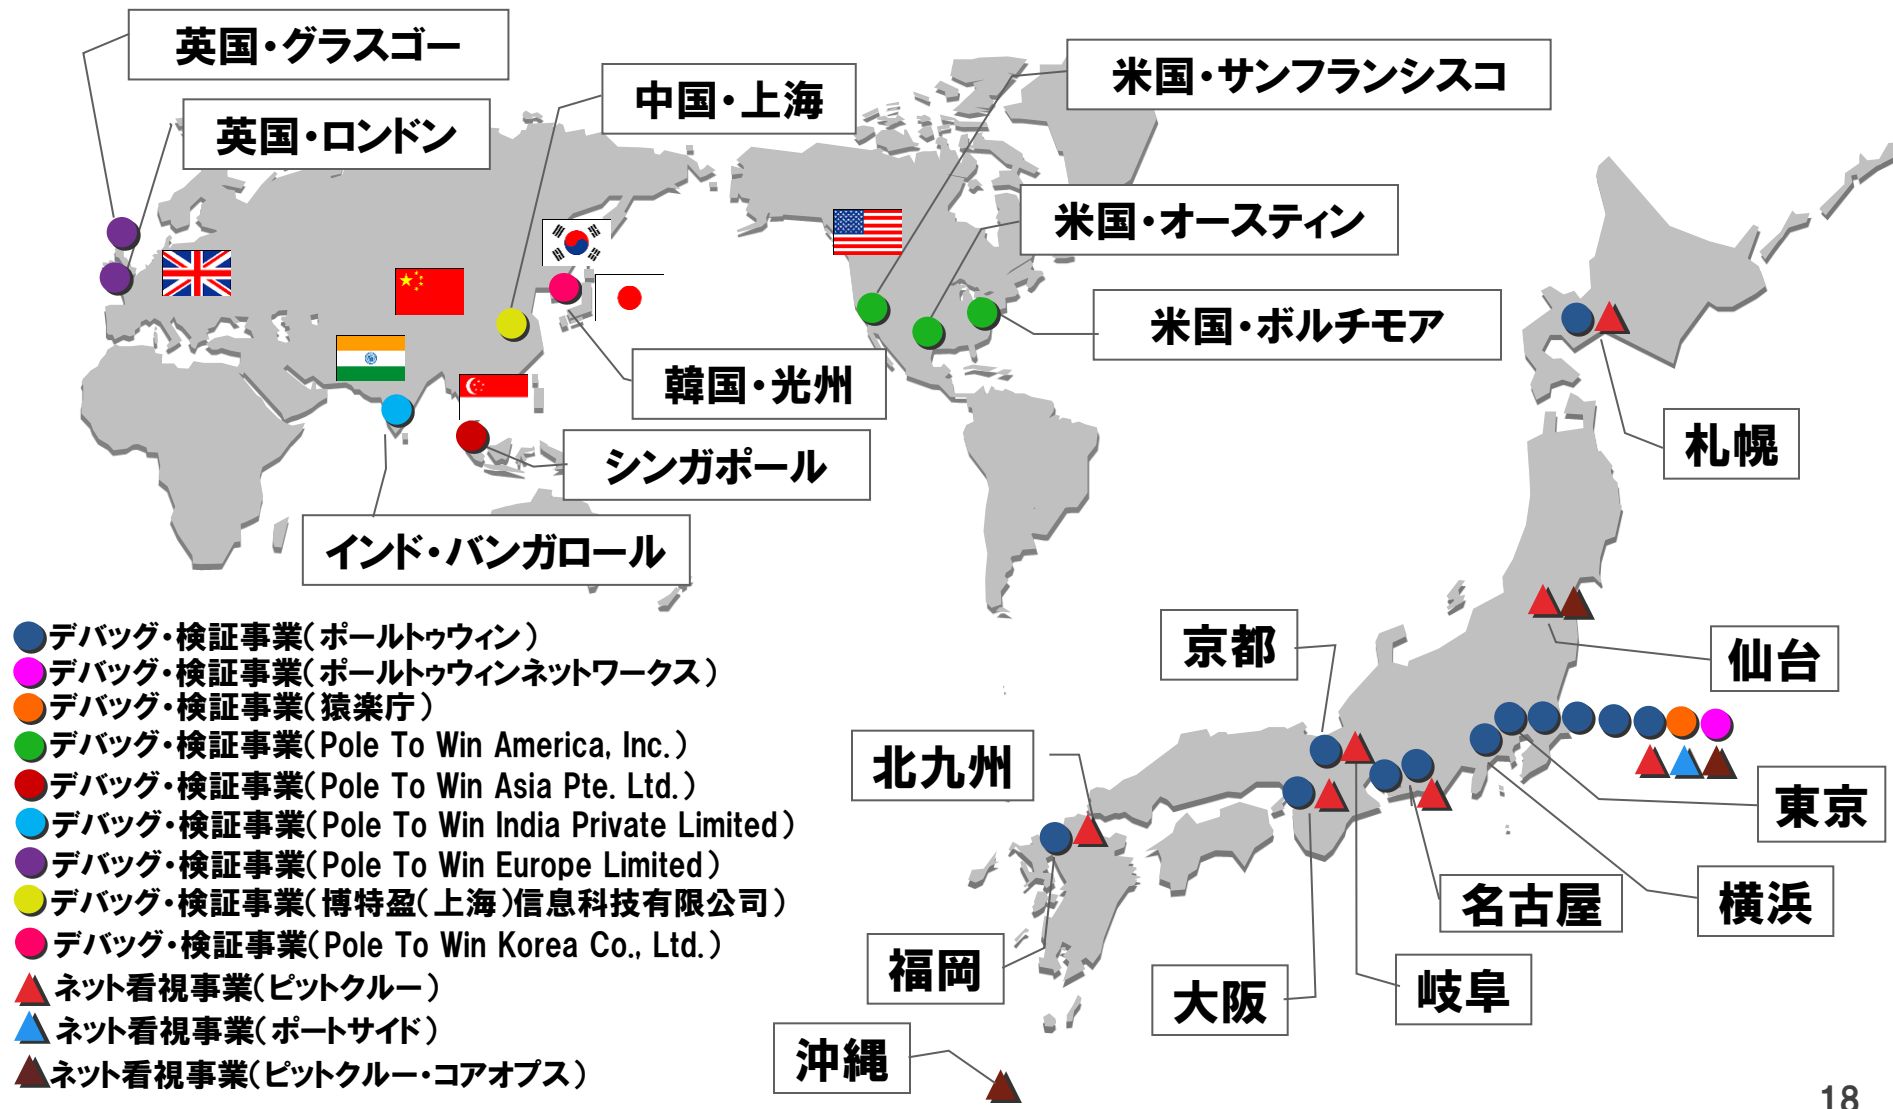 英国・グラスゴー
英国・ロンドン
中国・上海
米国・サンフランシスコ
米国・オースティン
米国・ボルチモア
韓国・光州
シンガポール
インド・バンガロール
札幌
仙台
京都
北九州
東京
名古屋
横浜
福岡
大阪
岐阜
沖縄
デバッグ・検証事業(ポールトゥウィン)
デバッグ・検証事業(ポールトゥウィンネットワークス)
デバッグ・検証事業(猿楽庁)
デバッグ・検証事業(Pole To Win America, Inc.)
デバッグ・検証事業(Pole To Win Asia Pte. Ltd.)
デバッグ・検証事業(Pole To Win India Private Limited)
デバッグ・検証事業(Pole To Win Europe Limited)
デバッグ・検証事業(博特盈(上海)信息科技有限公司)
デバッグ・検証事業(Pole To Win Korea Co., Ltd.)
ネット看視事業(ピットクルー)
ネット看視事業(ポートサイド)
ネット看視事業(ピットクルー・コアオプス)
18